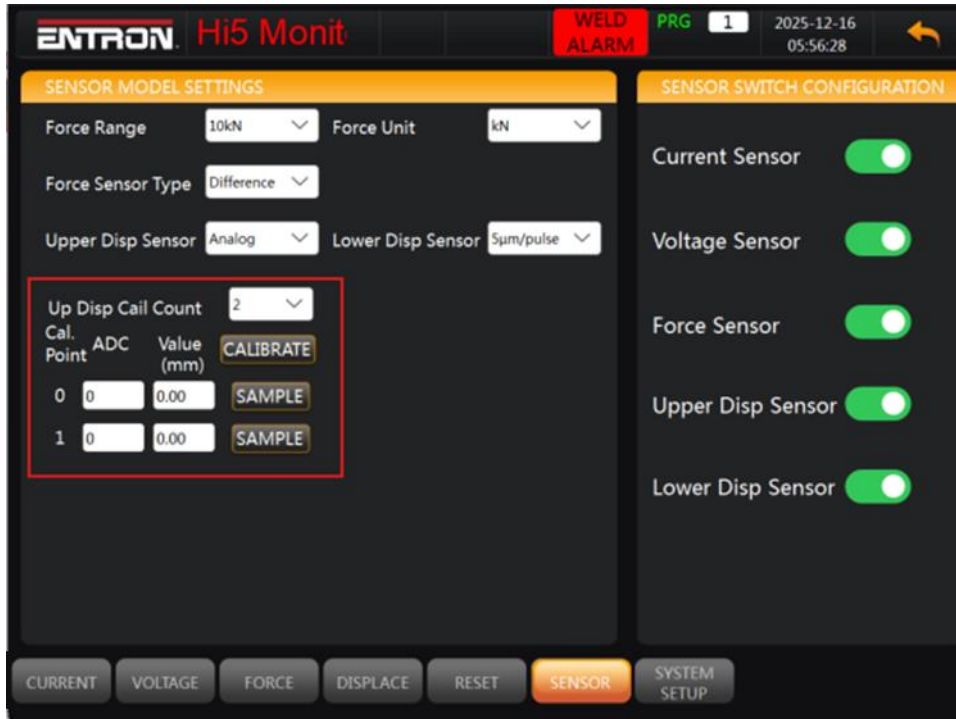 ENTRON. Hi5 Monit WELD ALARM PRG 1 2025-12-16 05:56:28
SENSOR MODEL SETTINGS
Force Range 10kN Force Unit kN
Force Sensor Type Difference
Upper Disp Sensor Analog Lower Disp Sensor 5μm/pulse
Up Disp Cail Count 2
Cal. Point ADC Value (mm) CALIBRATE
0 0 0.00 SAMPLE
1 0 0.00 SAMPLE
SENSOR SWITCH CONFIGURATION
Current Sensor
Voltage Sensor
Force Sensor
Upper Disp Sensor
Lower Disp Sensor
CURRENT VOLTAGE FORCE DISPLACE RESET SENSOR SYSTEM SETUP